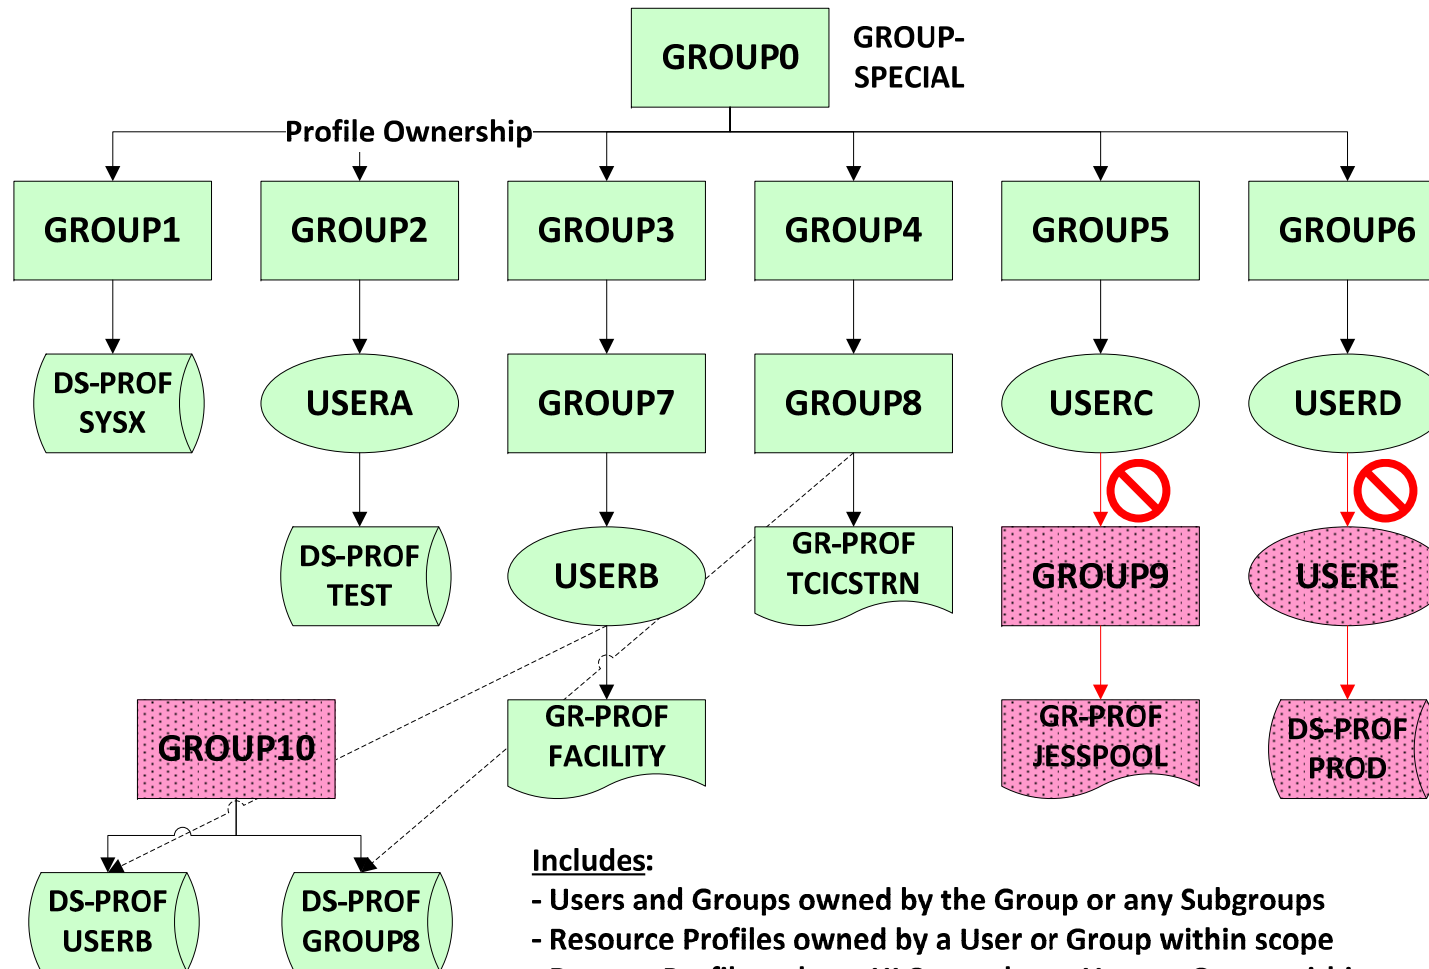 GROUP0
GROUP-
SPECIAL
Profile Ownership
GROUP1
GROUP2
GROUP3
GROUP4
GROUP5
GROUP6
DS-PROF
SYSX
USERA
GROUP7
GROUP8
USERC
USERD
DS-PROF
TEST
USERB
GR-PROF
TCICSTRN
GROUP9
USERE
GROUP10
GR-PROF
FACILITY
GR-PROF
JESSPOOL
DS-PROF
PROD
DS-PROF
USERB
DS-PROF
GROUP8
Includes:
- Users and Groups owned by the Group or any Subgroups
- Resource Profiles owned by a User or Group within scope